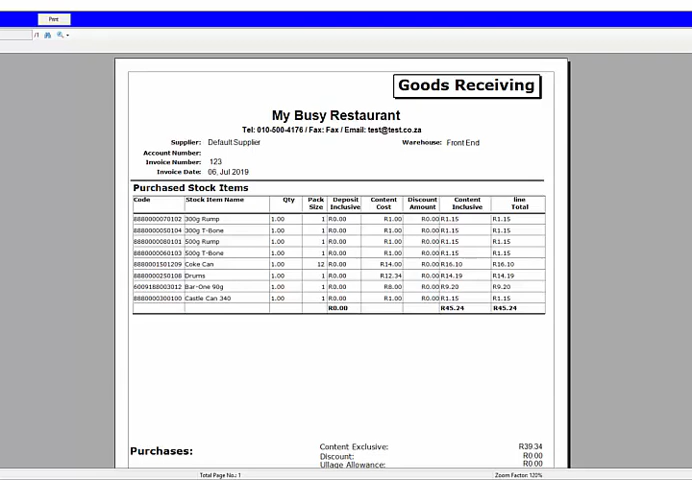 Print
/1
Goods Receiving
My Busy Restaurant
Tel: 010-500-4176 / Fax: Fax / Email: test@test.co.za
Supplier: Default Supplier Warehouse: Front End
Account Number:
Invoice Number: 123
Invoice Date: 06, Jul 2019
Purchased Stock Items
Code Stock Item Name Qty Pack Size Deposit Inclusive Content Cost Discount Amount Content Inclusive line Total
8880000070102 300g Rump 1.00 1 R0.00 R1.00 R0.00 R1.15 R1.15
8880000050104 300g T-Bone 1.00 1 R0.00 R1.00 R0.00 R1.15 R1.15
8880000080101 500g Rump 1.00 1 R0.00 R1.00 R0.00 R1.15 R1.15
8880000060103 500g T-Bone 1.00 1 R0.00 R1.00 R0.00 R1.15 R1.15
8880001501209 Coke Can 1.00 12 R0.00 R14.00 R0.00 R16.10 R16.10
8880000250108 Drums 1.00 1 R0.00 R12.34 R0.00 R14.19 R14.19
6009188003012 Bar-One 90g 1.00 1 R0.00 R8.00 R0.00 R9.20 R9.20
8880000300100 Castle Can 340 1.00 1 R0.00 R1.00 R0.00 R1.15 R1.15
R0.00 R45.24 R45.24
Purchases: Content Exclusive: R39.34
Discount: R0.00
Ullage Allowance: R0.00
Total Page No.: 1 Zoom Factor: 120%